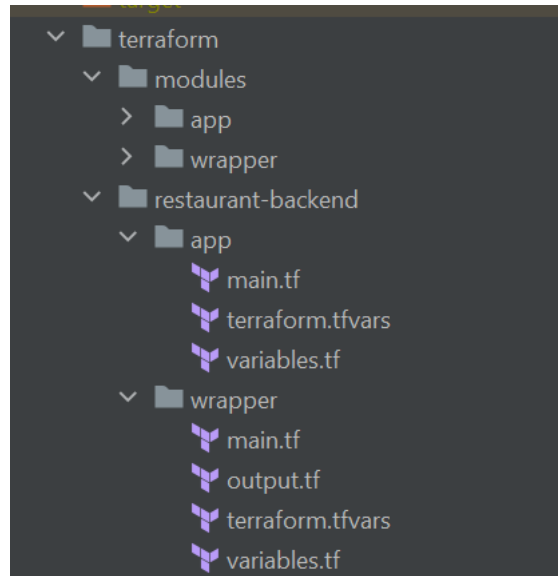 target
terraform
modules
app
wrapper
restaurant-backend
app
main.tf
terraform.tfvars
variables.tf
wrapper
main.tf
output.tf
terraform.tfvars
variables.tf